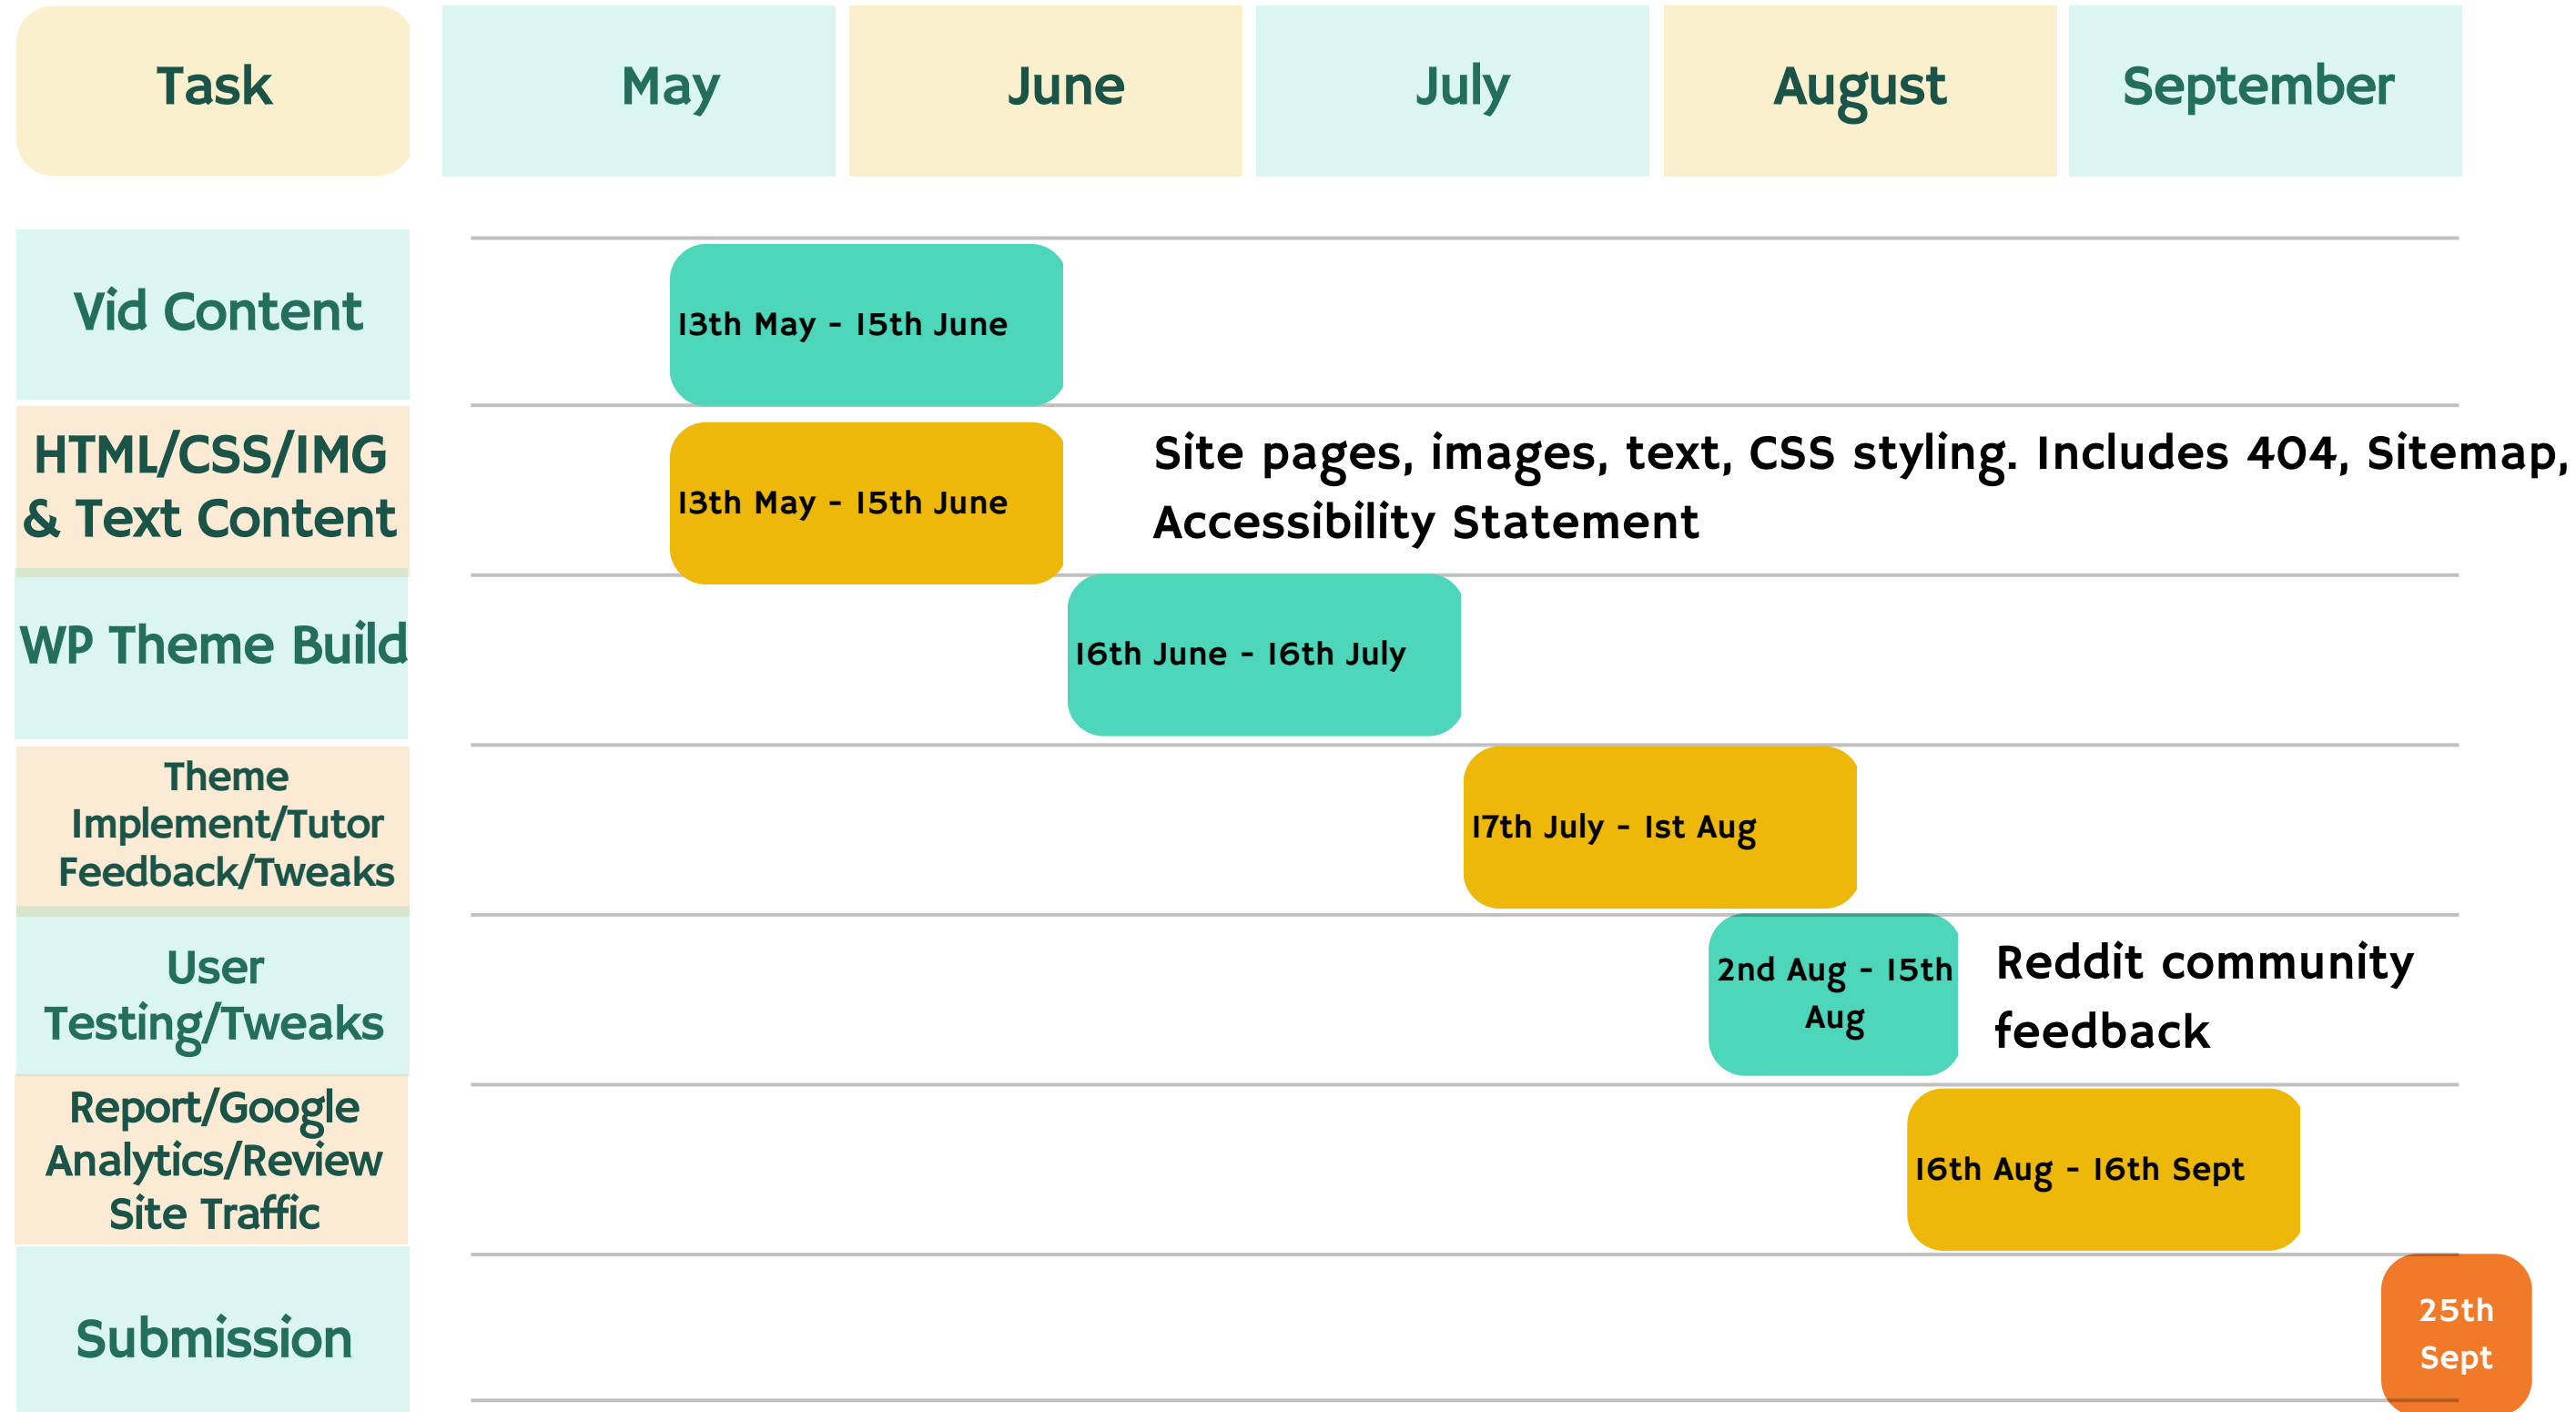 Task
May
June
July
August
September
Vid Content
13th May - 15th June
HTML/CSS/IMG
& Text Content
13th May - 15th June
Site pages, images, text, CSS styling. Includes 404, Sitemap,
Accessibility Statement
WP Theme Build
16th June - 16th July
Theme
Implement/Tutor
Feedback/Tweaks
17th July - 1st Aug
User
Testing/Tweaks
2nd Aug - 15th
Aug
Reddit community
feedback
Report/Google
Analytics/Review
Site Traffic
16th Aug - 16th Sept
Submission
25th
Sept